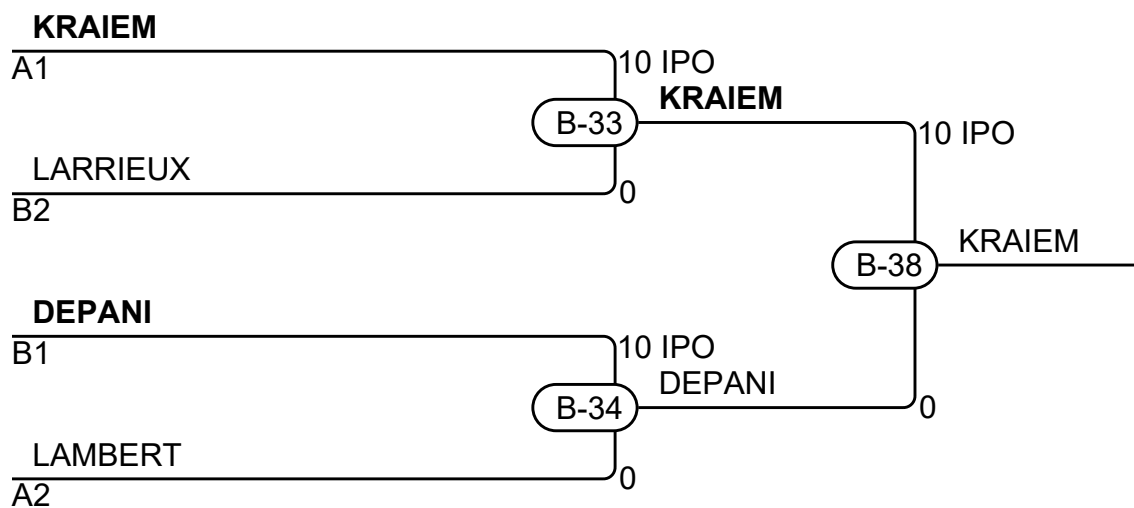 KRAIEM
A1
10 IPO
KRAIEM
B-33
10 IPO
LARRIEUX
0
B2
KRAIEM
B-38
DEPANI
B1
10 IPO
DEPANI
B-34
0
LAMBERT
0
A2